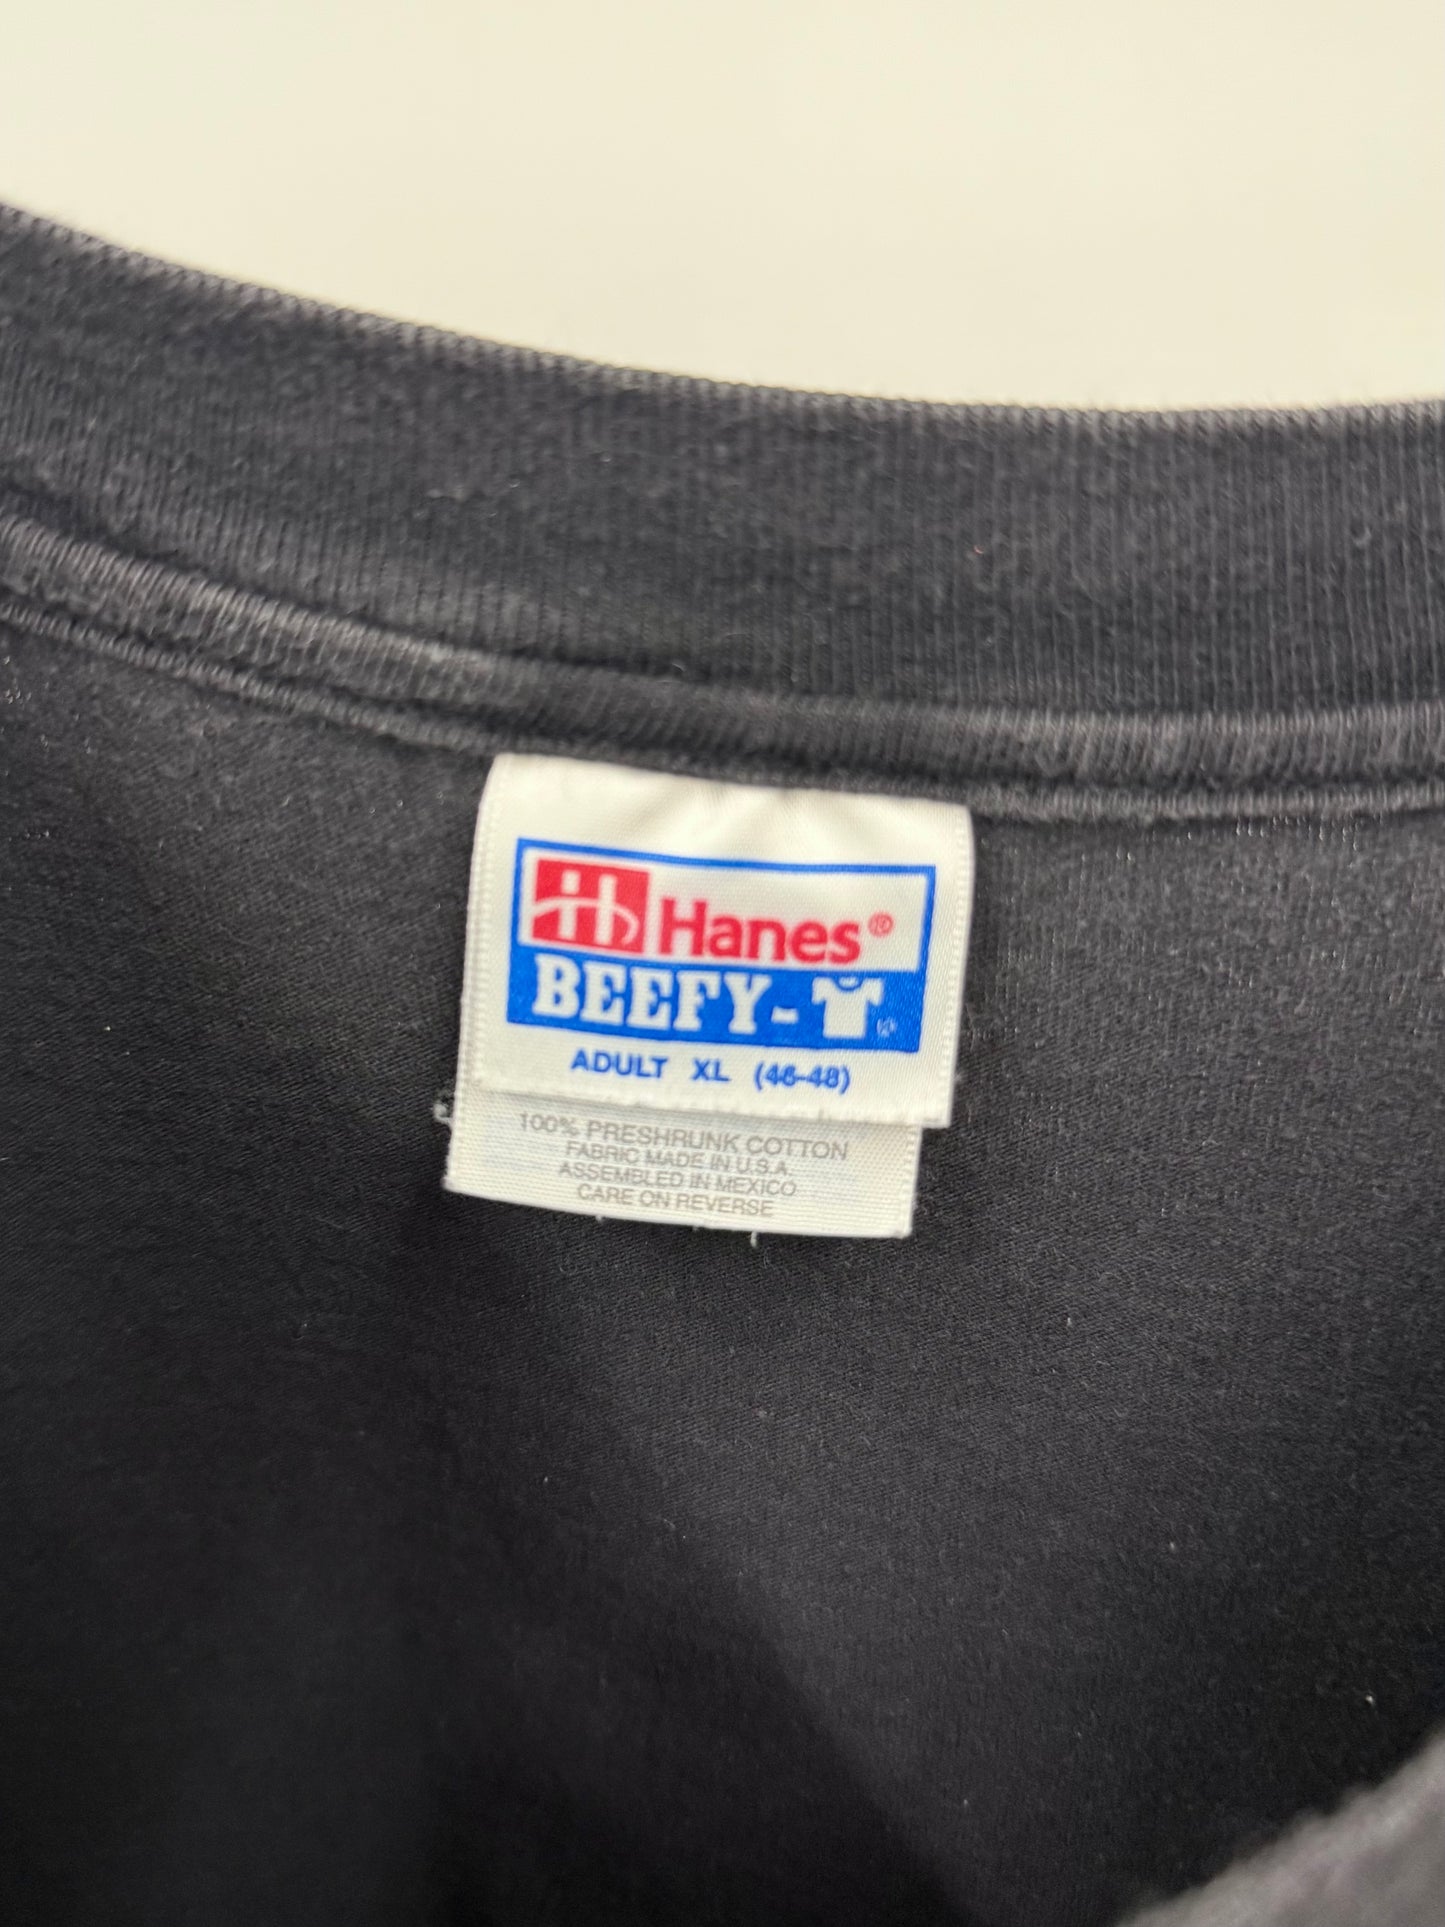 Hanes®
BEEFY-T
ADULT XL (46-48)
100% PRESHRUNK COTTON
FABRIC MADE IN U.S.A.
ASSEMBLED IN MEXICO
CARE ON REVERSE